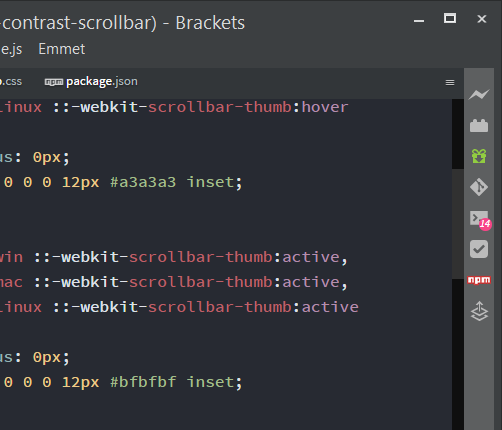 -contrast-scrollbar) - Brackets
e.js Emmet
.css npm package.json
inux ::-webkit-scrollbar-thumb:hover
us: 0px;
0 0 0 12px #a3a3a3 inset;
win ::-webkit-scrollbar-thumb:active,
mac ::-webkit-scrollbar-thumb:active,
inux ::-webkit-scrollbar-thumb:active
us: 0px;
0 0 0 12px #bfbfbf inset;
14
npm